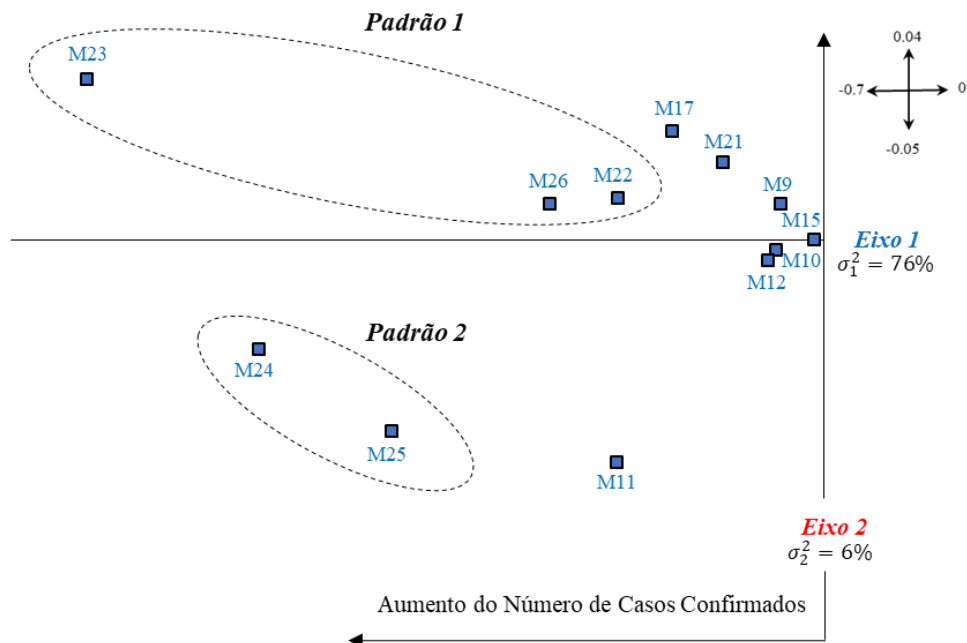 Padrão 1
0.04
M23
-0.7
0
M17
-0.05
M21
M26
M22
M9
M15
Eixo 1
M10
σ₁² = 76%
M12
Padrão 2
M24
M25
M11
Eixo 2
σ₂² = 6%
Aumento do Número de Casos Confirmados